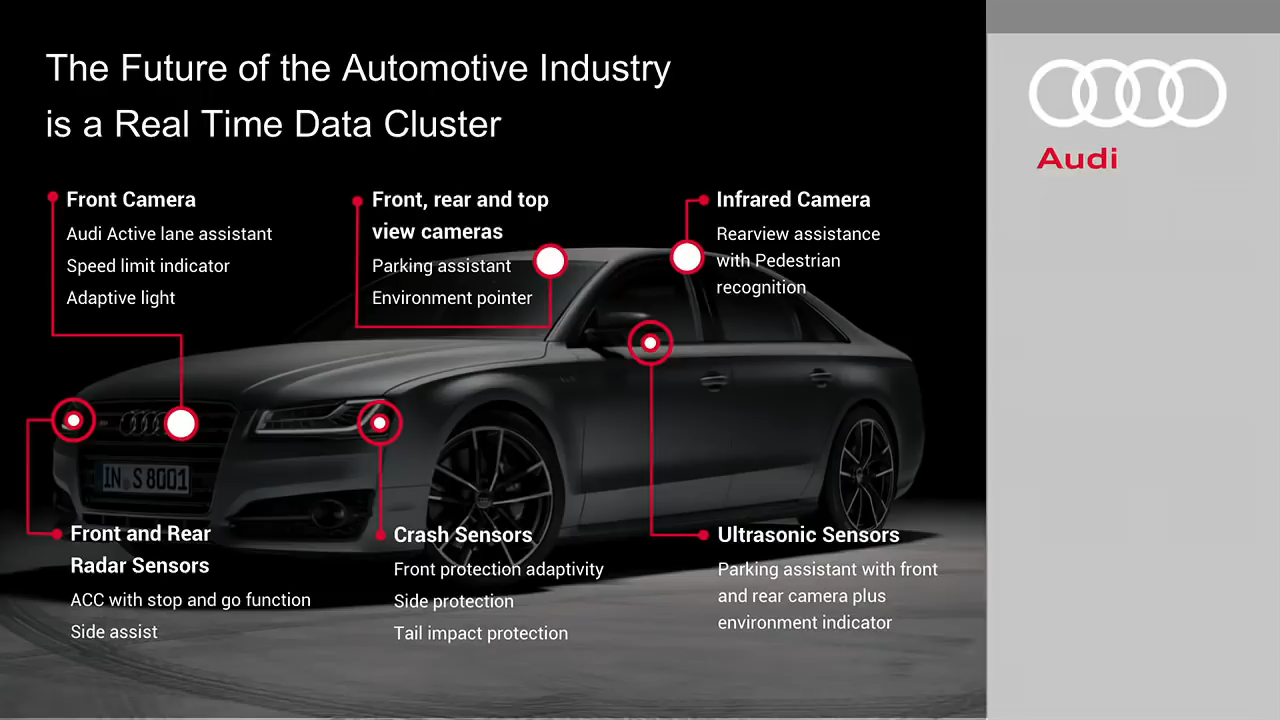 The Future of the Automotive Industry
is a Real Time Data Cluster
Audi
Front Camera
Audi Active lane assistant
Speed limit indicator
Adaptive light
Front, rear and top
view cameras
Parking assistant
Environment pointer
Infrared Camera
Rearview assistance
with Pedestrian
recognition
IN S 8001
Front and Rear
Radar Sensors
ACC with stop and go function
Side assist
Crash Sensors
Front protection adaptivity
Side protection
Tail impact protection
Ultrasonic Sensors
Parking assistant with front
and rear camera plus
environment indicator